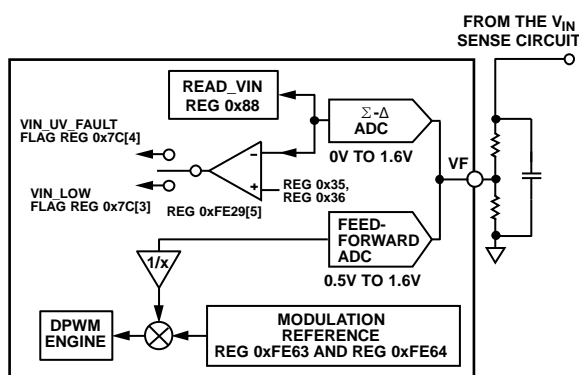 FROM THE VIN
SENSE CIRCUIT
READ_VIN
REG 0x88
Σ-Δ
ADC
0V TO 1.6V
VIN_UV_FAULT
FLAG REG 0x7C[4]
VIN_LOW
FLAG REG 0x7C[3]
–
+
REG 0x35,
REG 0x36
REG 0xFE29[5]
VF
FEED-
FORWARD
ADC
0.5V TO 1.6V
1/x
DPWM
ENGINE
MODULATION
REFERENCE
REG 0xFE63 AND REG 0xFE64